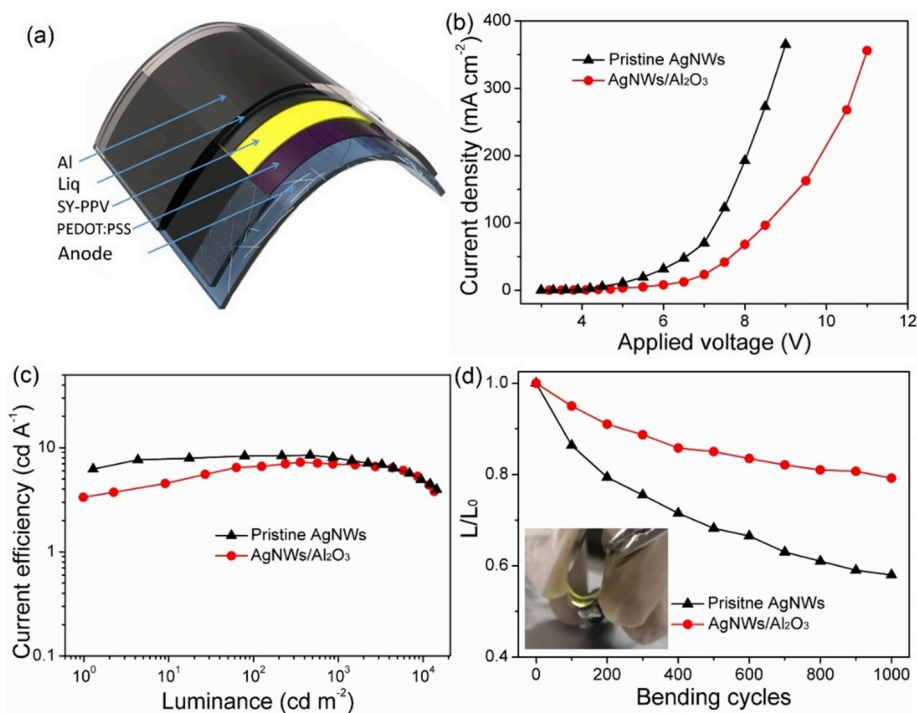 (a)
Al
Liq
SY-PPV
PEDOT:PSS
Anode
(b)
Current density (mA cm⁻²)
400
300
200
100
0
Pristine AgNWs
AgNWs/Al₂O₃
4 6 8 10 12
Applied voltage (V)
(c)
Current efficiency (cd A⁻¹)
10
1
0.1
Pristine AgNWs
AgNWs/Al₂O₃
10⁰ 10¹ 10² 10³ 10⁴
Luminance (cd m⁻²)
(d)
L/L₀
1.0
0.8
0.6
0.4
Prisitne AgNWs
AgNWs/Al₂O₃
0 200 400 600 800 1000
Bending cycles